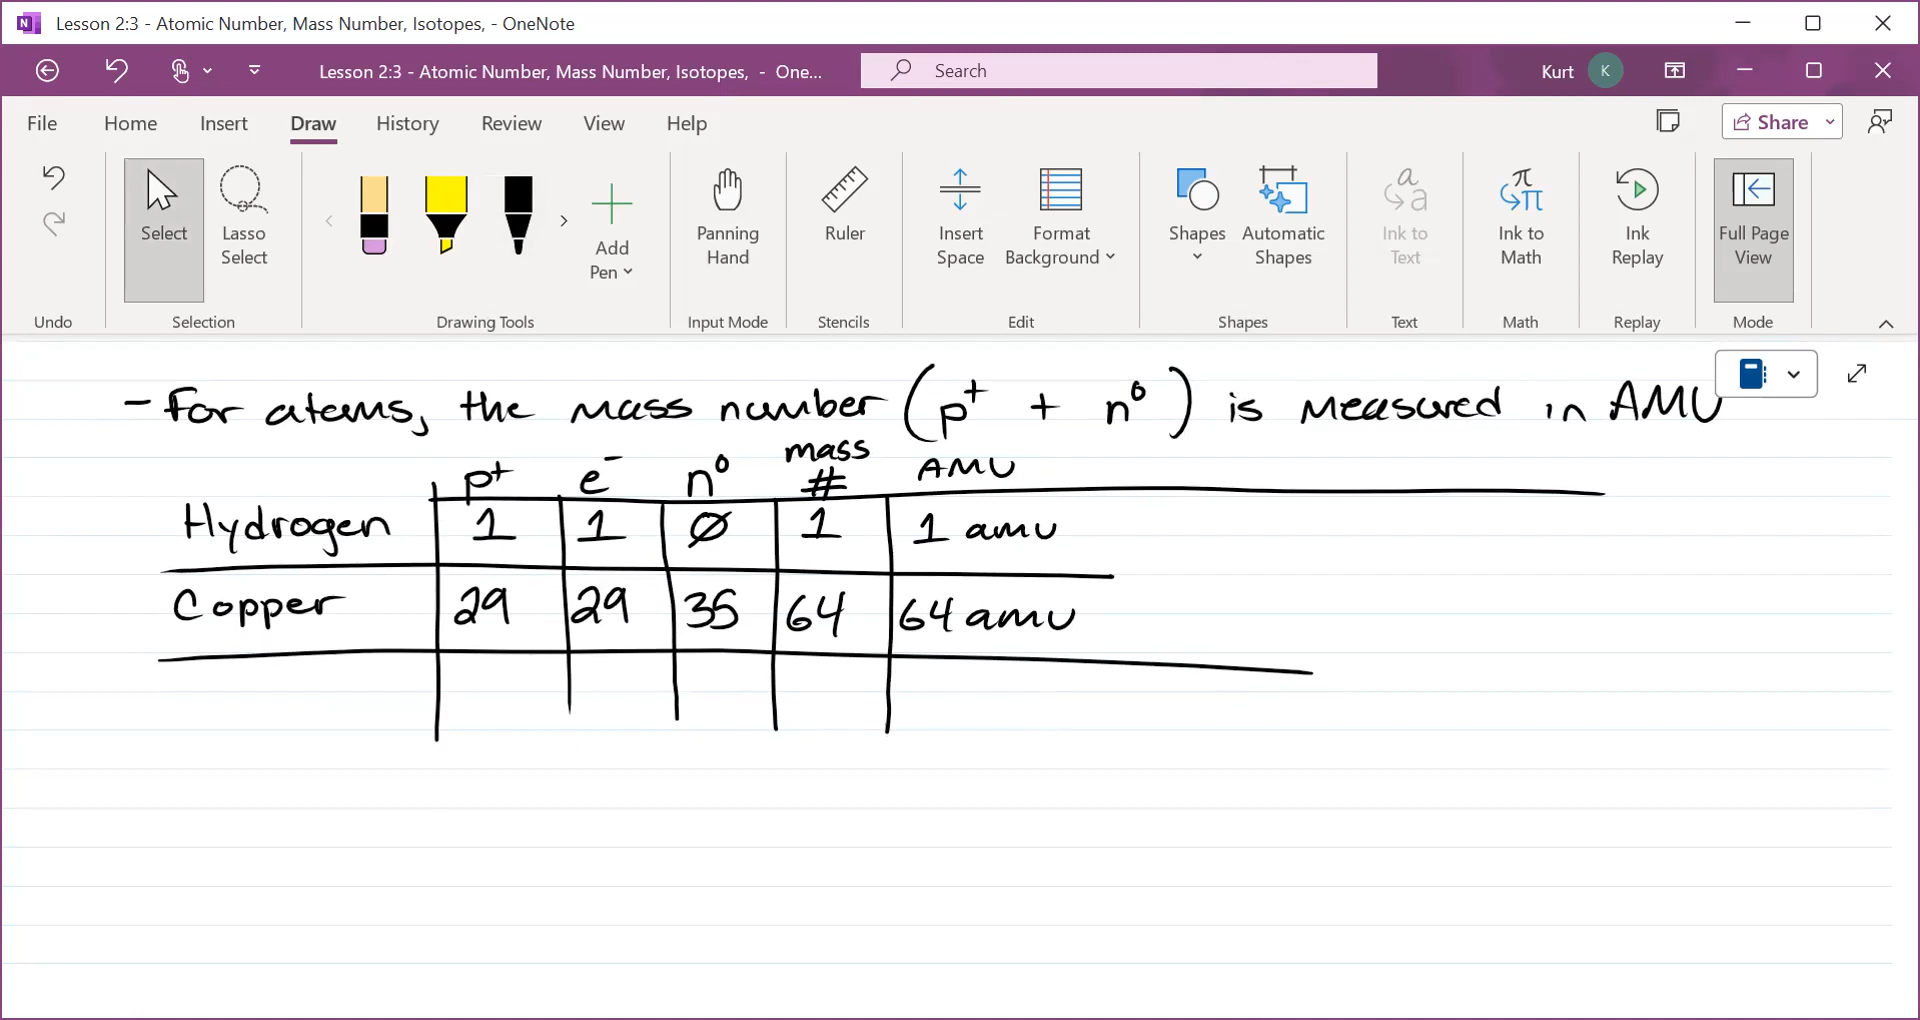 Lesson 2:3 - Atomic Number, Mass Number, Isotopes, - OneNote
Lesson 2:3 - Atomic Number, Mass Number, Isotopes, - One...
Search
Kurt K
File Home Insert Draw History Review View Help
Share
Select
Lasso Select
Add Pen
Panning Hand
Ruler
Insert Space
Format Background
Shapes
Automatic Shapes
Ink to Text
Ink to Math
Ink Replay
Full Page View
Undo Selection Drawing Tools Input Mode Stencils Edit Shapes Text Math Replay Mode
- For atoms, the mass number (p⁺ + n⁰) is measured in AMU
p⁺ e⁻ n⁰ mass # AMU
Hydrogen 1 1 Ø 1 1 amu
Copper 29 29 35 64 64 amu